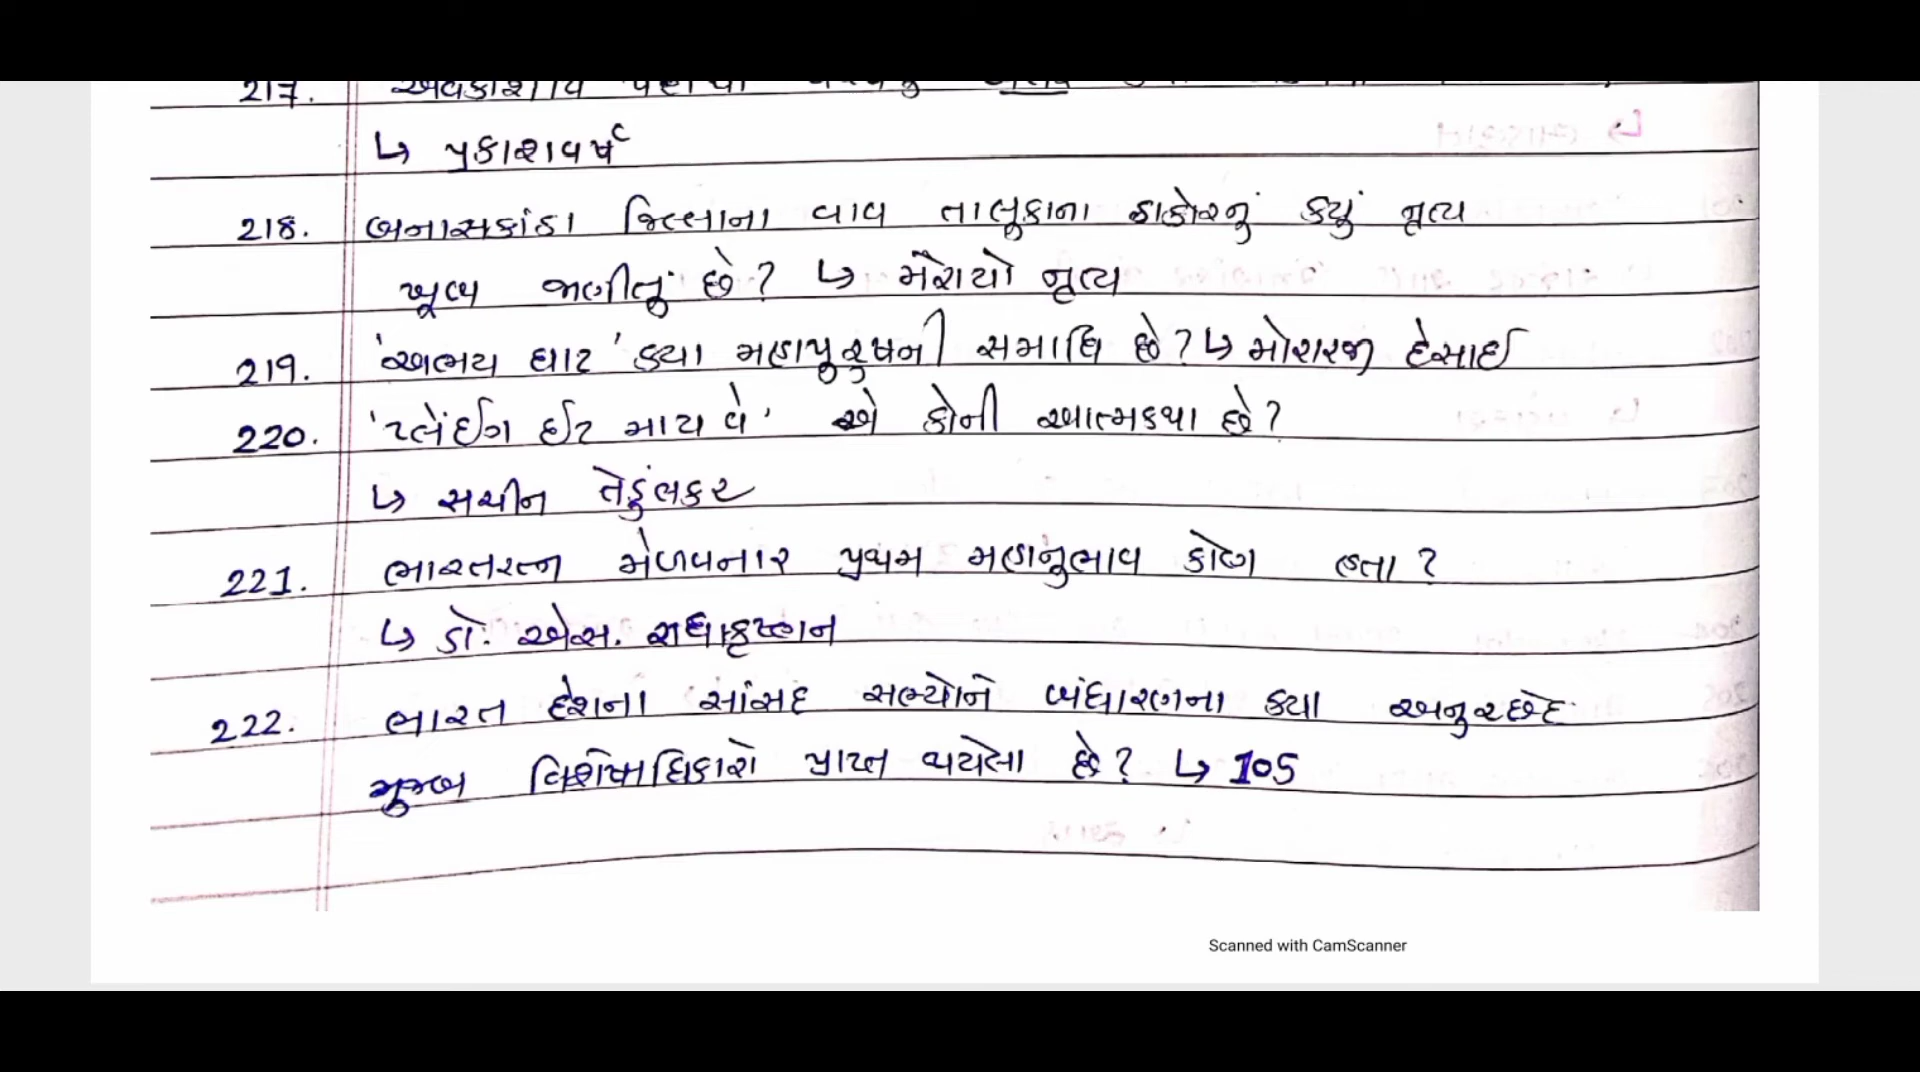 217. અવકાશીય
↳ પ્રકાશવર્ષ
218. બનાસકાંઠા જિલ્લાના વાવ તાલુકાના ઠાકોરનું કયું નૃત્ય
ખૂબ જાણીતું છે? ↳ મેરાયો નૃત્ય
219. 'અભય ઘાટ' કયા મહાપુરુષની સમાધિ છે? ↳ મોરારજી દેસાઈ
220. 'પ્લેઈંગ ઈટ માય વે' એ કોની આત્મકથા છે?
↳ સચીન તેડુંલકર
221. ભારતરત્ન મેળવનાર પ્રથમ મહાનુભાવ કોણ હતા?
↳ ડૉ. એસ. રાધાકૃષ્ણન
222. ભારત દેશના સાંસદ સભ્યોને બંધારણના કયા અનુચ્છેદ
મુજબ વિશેષાધિકારો પ્રાપ્ત થયેલા છે? ↳ 105
Scanned with CamScanner